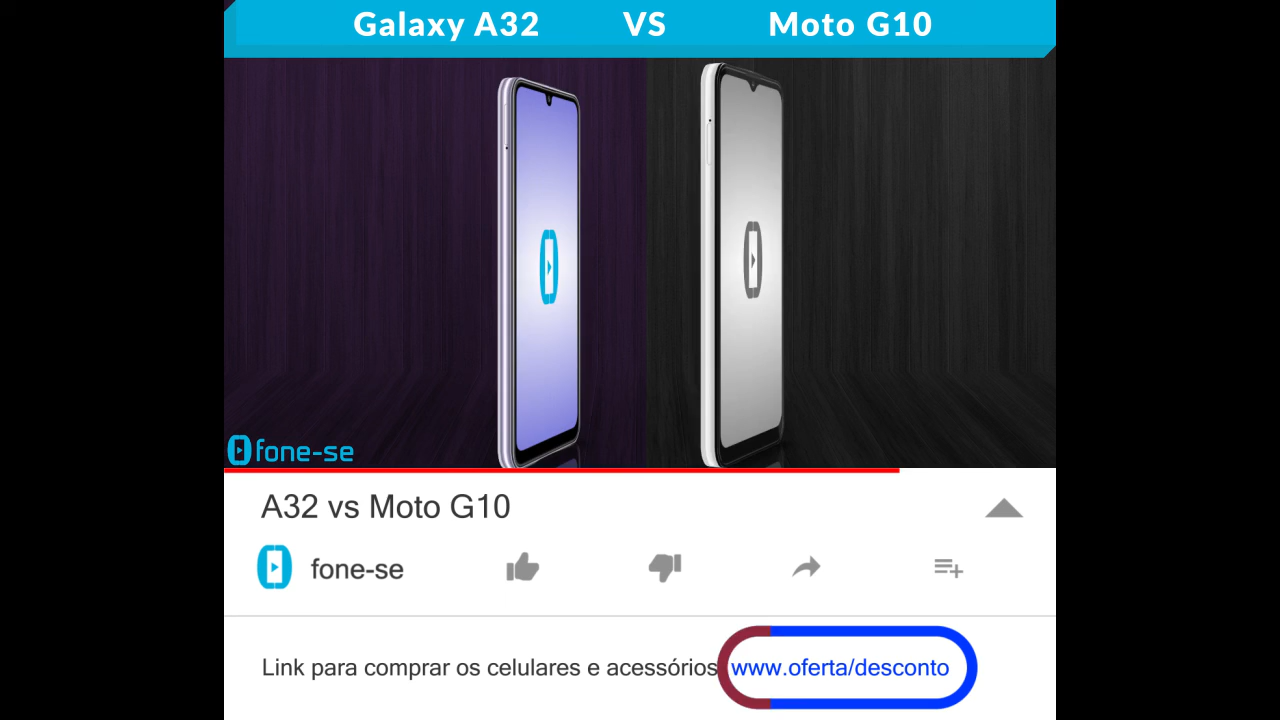 Galaxy A32 VS Moto G10
fone-se
A32 vs Moto G10
fone-se
Link para comprar os celulares e acessórios www.oferta/desconto